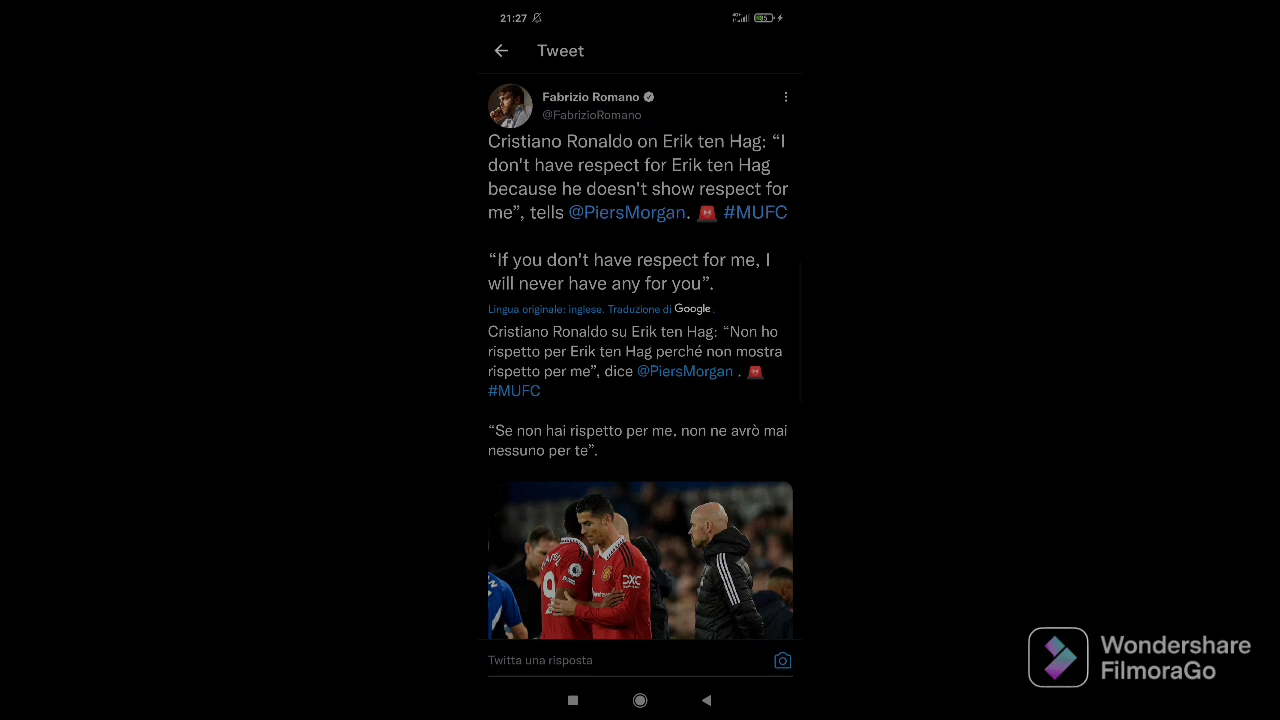 21:27
4G+
Tweet
Fabrizio Romano
@FabrizioRomano
Cristiano Ronaldo on Erik ten Hag: “I
don't have respect for Erik ten Hag
because he doesn't show respect for
me”, tells @PiersMorgan. 🚨 #MUFC
“If you don't have respect for me, I
will never have any for you”.
Lingua originale: inglese. Traduzione di Google.
Cristiano Ronaldo su Erik ten Hag: “Non ho
rispetto per Erik ten Hag perché non mostra
rispetto per me”, dice @PiersMorgan . 🚨
#MUFC
“Se non hai rispetto per me, non ne avrò mai
nessuno per te”.
9
DXC
Twitta una risposta
Wondershare
FilmoraGo